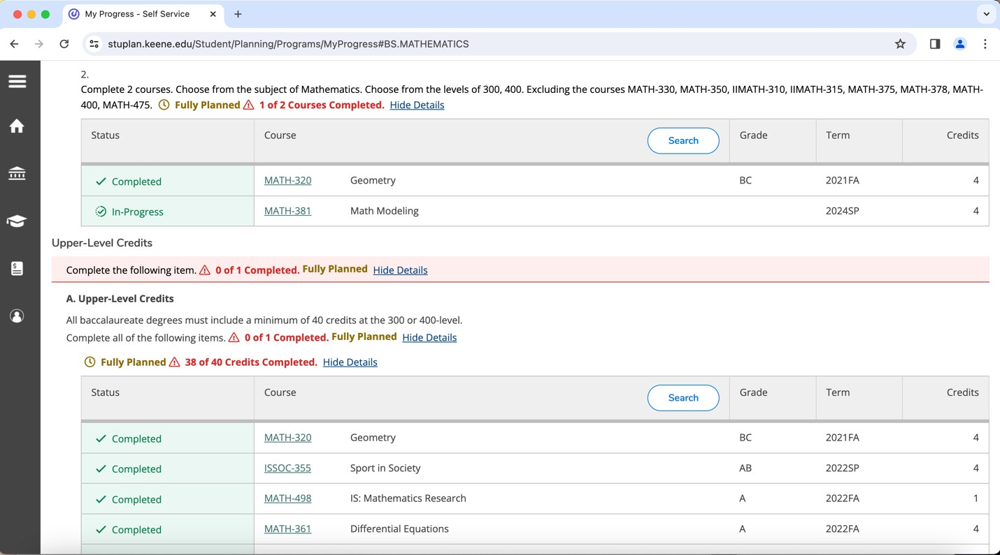 My Progress - Self Service
stuplan.keene.edu/Student/Planning/Programs/MyProgress#BS.MATHEMATICS
2.
Complete 2 courses. Choose from the subject of Mathematics. Choose from the levels of 300, 400. Excluding the courses MATH-330, MATH-350, IIMATH-310, IIMATH-315, MATH-375, MATH-378, MATH-
400, MATH-475. Fully Planned 1 of 2 Courses Completed. Hide Details
Status Course Search Grade Term Credits
Completed MATH-320 Geometry BC 2021FA 4
In-Progress MATH-381 Math Modeling 2024SP 4
Upper-Level Credits
Complete the following item. 0 of 1 Completed. Fully Planned Hide Details
A. Upper-Level Credits
All baccalaureate degrees must include a minimum of 40 credits at the 300 or 400-level.
Complete all of the following items. 0 of 1 Completed. Fully Planned Hide Details
Fully Planned 38 of 40 Credits Completed. Hide Details
Status Course Search Grade Term Credits
Completed MATH-320 Geometry BC 2021FA 4
Completed ISSOC-355 Sport in Society AB 2022SP 4
Completed MATH-498 IS: Mathematics Research A 2022FA 1
Completed MATH-361 Differential Equations A 2022FA 4